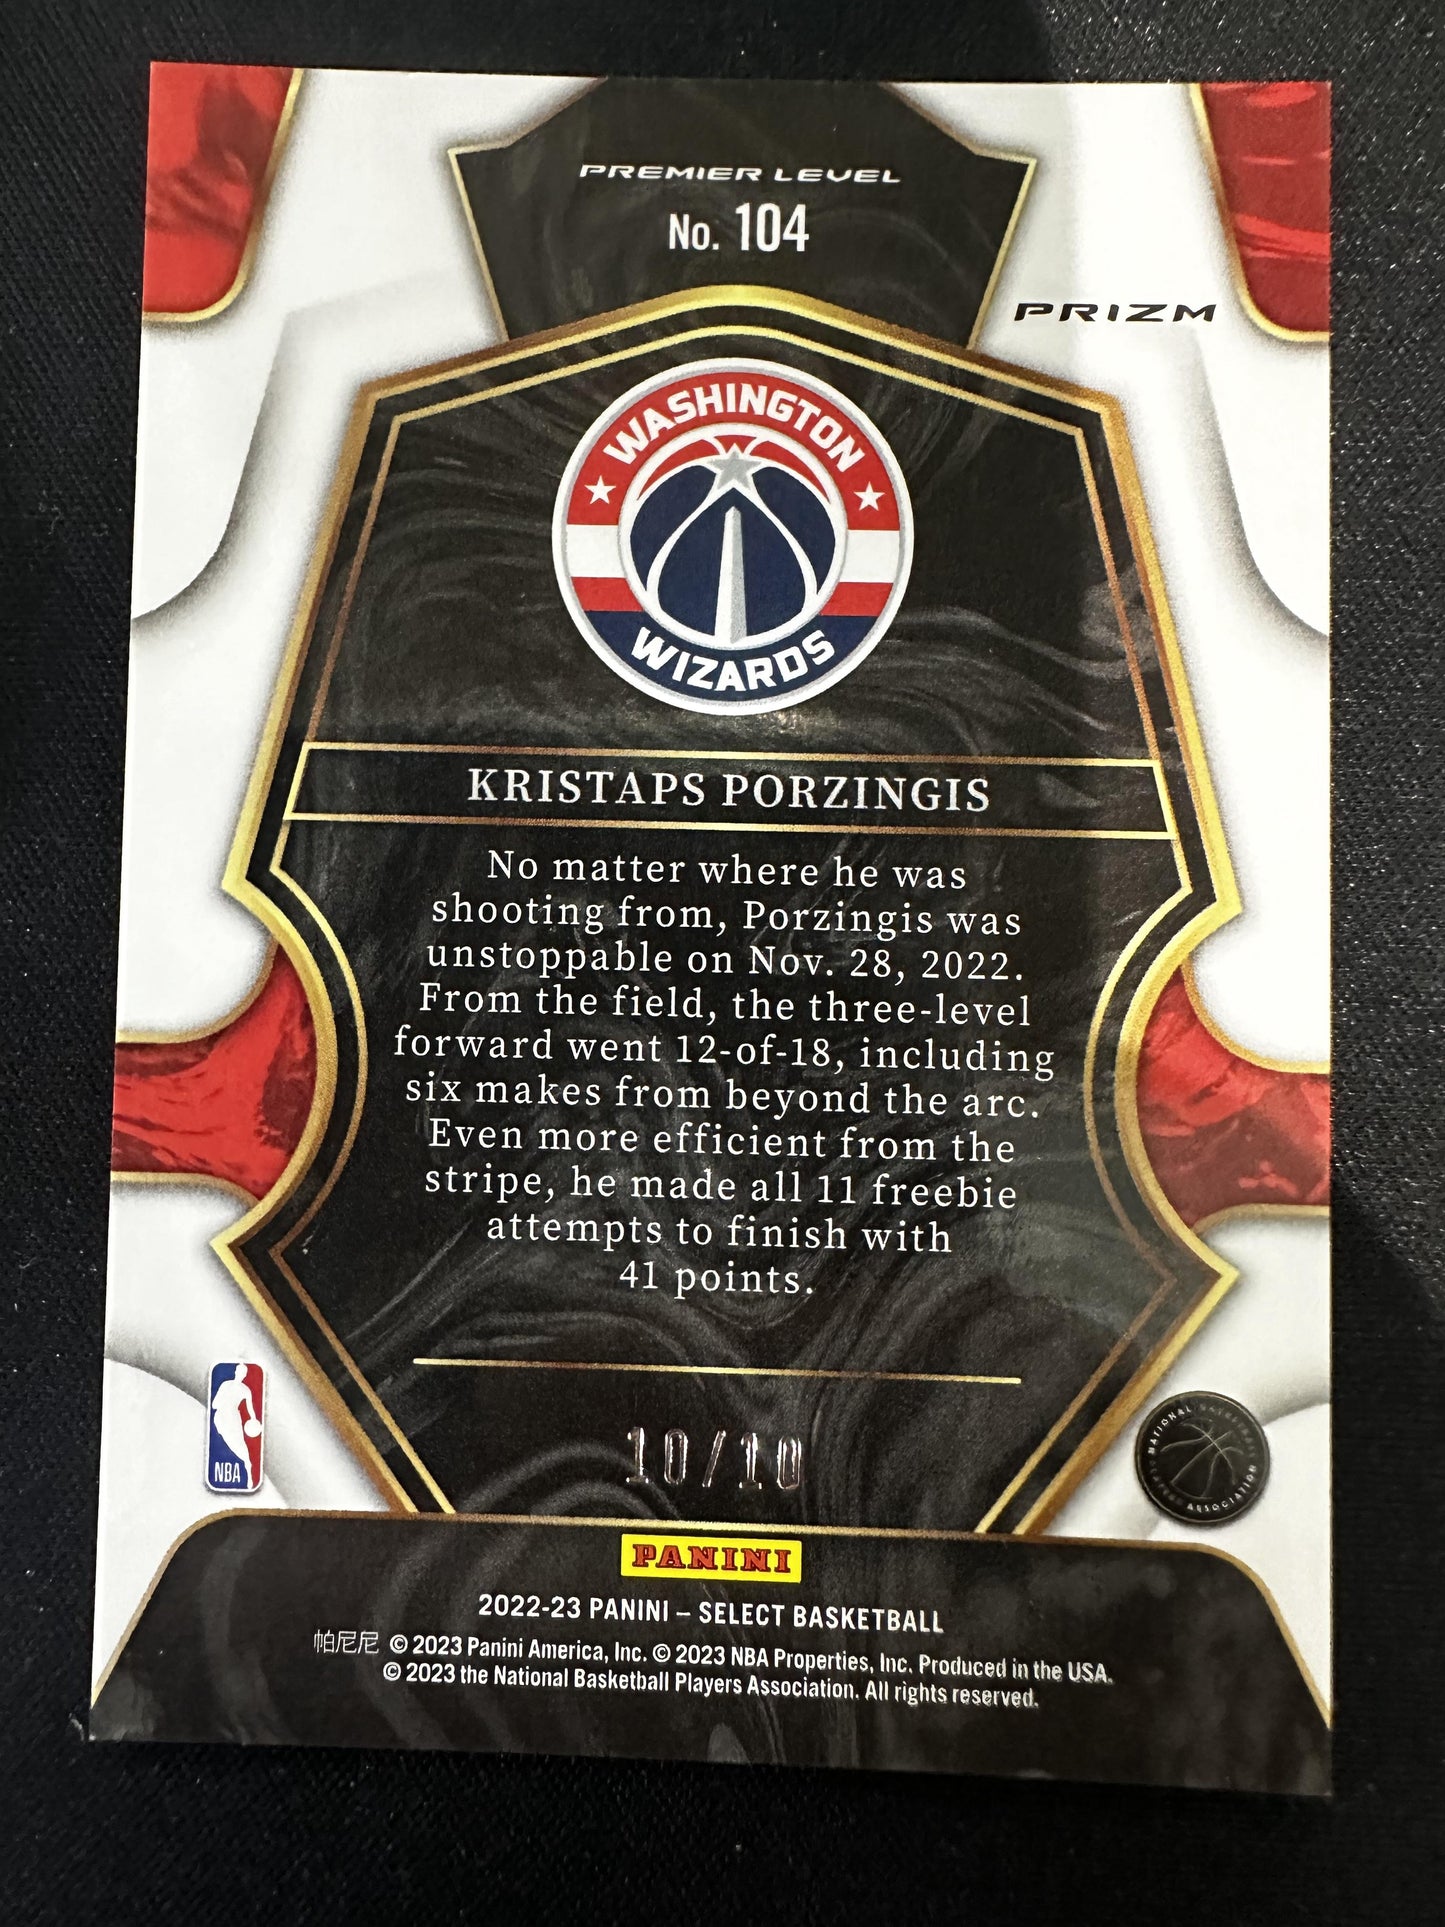 PREMIER LEVEL
No. 104
PRIZM
WASHINGTON
WIZARDS
KRISTAPS PORZINGIS
No matter where he was
shooting from, Porzingis was
unstoppable on Nov. 28, 2022.
From the field, the three-level
forward went 12-of-18, including
six makes from beyond the arc.
Even more efficient from the
stripe, he made all 11 freebie
attempts to finish with
41 points.
10/10
NBA
NATIONAL BASKETBALL PLAYERS ASSOCIATION
PANINI
2022-23 PANINI – SELECT BASKETBALL
帕尼尼 © 2023 Panini America, Inc. © 2023 NBA Properties, Inc. Produced in the USA.
© 2023 the National Basketball Players Association. All rights reserved.